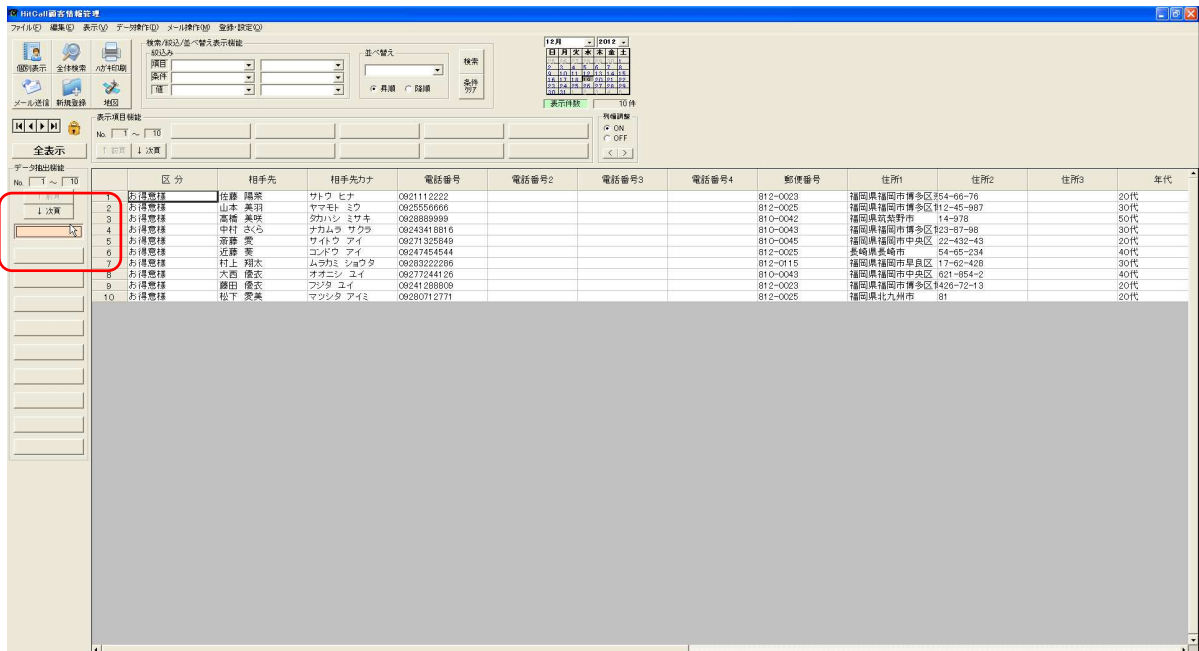 HitCall顧客情報管理
ファイル(F) 編集(E) 表示(V) データ操作(D) メール操作(M) 登録・設定(O)
個別表示 全体検索 ハガキ印刷
メール送信 新規登録 地図
検索/絞込/並べ替え表示機能
絞込み
項目
条件
値
並べ替え
昇順 降順
検索
条件クリア
12月 2012
日 月 火 水 木 金 土
表示件数 10 件
全表示
表示項目機能
No. 1 ～ 10
↑ 前頁 ↓ 次頁
列幅調整
ON
OFF
< >
データ抽出機能
No. 1 ～ 10
↑ 前頁
↓ 次頁
区 分 相手先 相手先カナ 電話番号 電話番号2 電話番号3 電話番号4 郵便番号 住所1 住所2 住所3 年代
1 お得意様 佐藤 陽菜 サトウ ヒナ 0921112222 812-0023 福岡県福岡市博多区 54-66-76 20代
2 お得意様 山本 美羽 ヤマモト ミウ 0925556666 812-0025 福岡県福岡市博多区 112-45-987 30代
3 お得意様 高橋 美咲 タカハシ ミサキ 0928889999 810-0042 福岡県筑紫野市 14-978 50代
4 お得意様 中村 さくら ナカムラ サクラ 09243418816 810-0043 福岡県福岡市博多区 123-87-98 30代
5 お得意様 斎藤 愛 サイトウ アイ 09271325849 810-0045 福岡県福岡市中央区 22-432-43 20代
6 お得意様 近藤 葵 コンドウ アイ 09247454544 812-0025 長崎県長崎市 54-65-234 40代
7 お得意様 村上 翔太 ムラカミ ショウタ 09283222286 812-0115 福岡県福岡市早良区 17-62-428 30代
8 お得意様 大西 優衣 オオニシ ユイ 09277244126 810-0043 福岡県福岡市中央区 621-854-2 40代
9 お得意様 藤田 優衣 フジタ ユイ 09241288809 812-0023 福岡県福岡市博多区 1426-72-13 20代
10 お得意様 松下 愛美 マツシタ アイミ 09280712771 812-0025 福岡県北九州市 81 20代